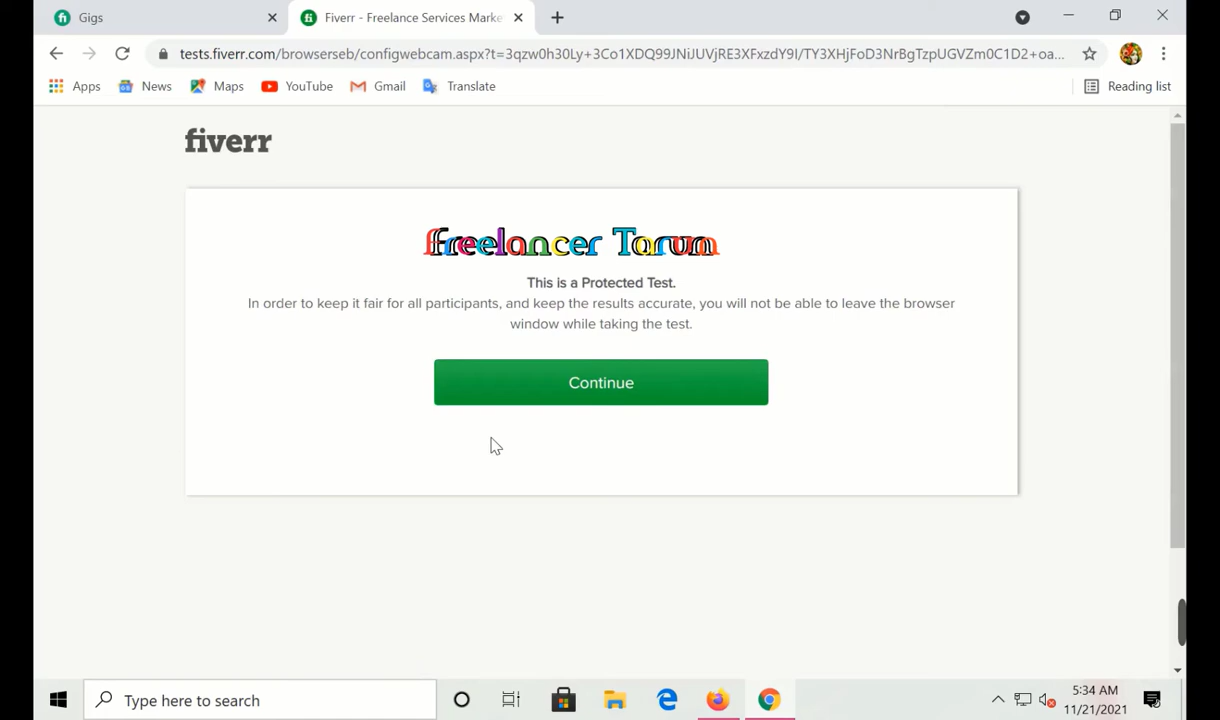 Gigs
Fiverr - Freelance Services Marke
tests.fiverr.com/browserseb/configwebcam.aspx?t=3qzw0h30Ly+3Co1XDQ99JNiJUVjRE3XFxzdY9I/TY3XHjFoD3NrBgTzpUGVZm0C1D2+oa...
Apps News Maps YouTube Gmail Translate Reading list
fiverr
Freelancer Tarum
This is a Protected Test.
In order to keep it fair for all participants, and keep the results accurate, you will not be able to leave the browser
window while taking the test.
Continue
Type here to search
5:34 AM
11/21/2021